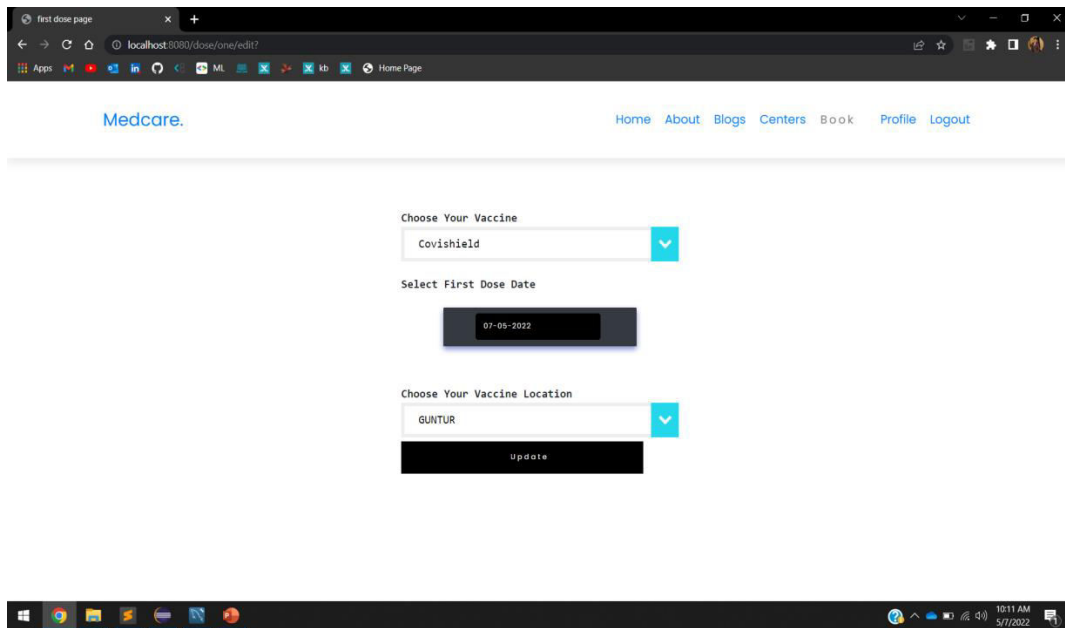 first dose page
localhost:8080/dose/one/edit?
Apps ML kb Home Page
Medcare.
Home About Blogs Centers Book Profile Logout
Choose Your Vaccine
Covishield
Select First Dose Date
07-05-2022
Choose Your Vaccine Location
GUNTUR
Update
10:11 AM
5/7/2022